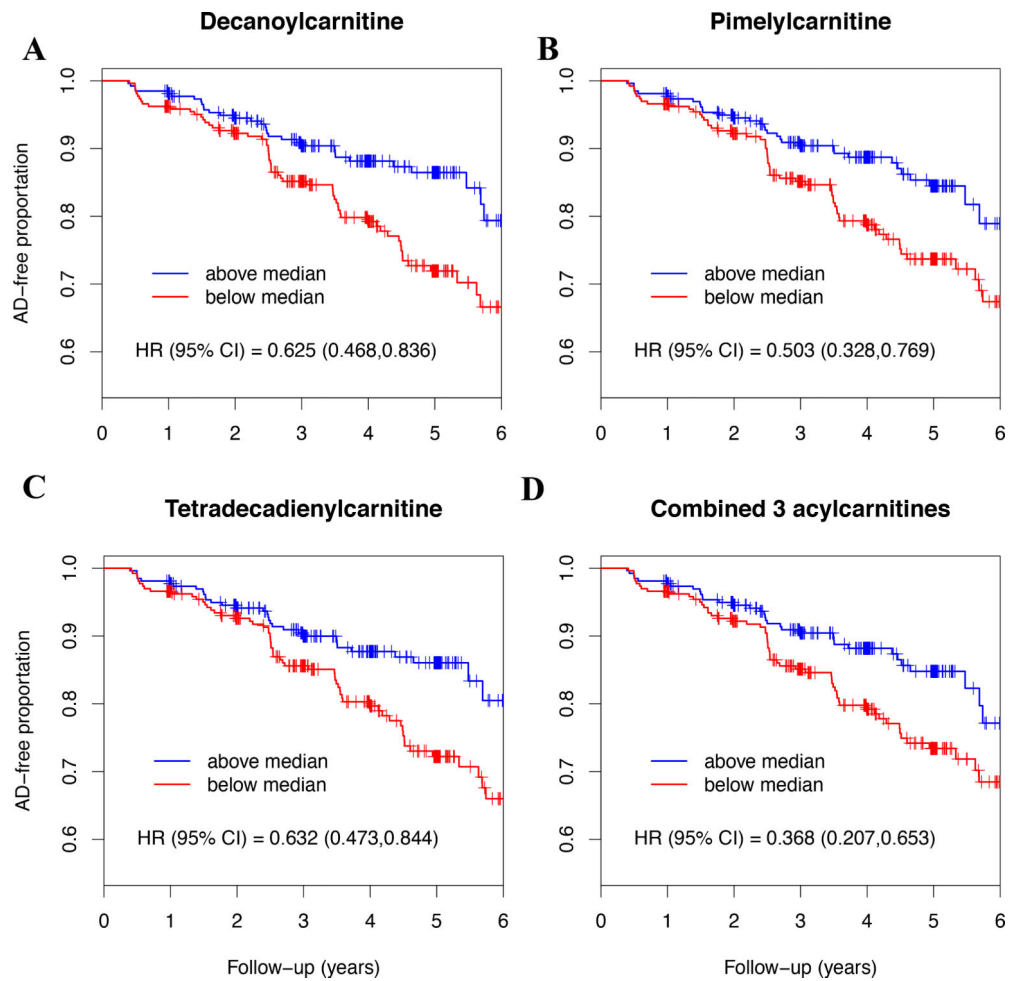 Decanoylcarnitine
A
1.0
0.9
0.8
0.7
0.6
AD−free proportation
above median
below median
HR (95% CI) = 0.625 (0.468,0.836)
0 1 2 3 4 5 6
Pimelylcarnitine
B
1.0
0.9
0.8
0.7
0.6
above median
below median
HR (95% CI) = 0.503 (0.328,0.769)
0 1 2 3 4 5 6
C
Tetradecadienylcarnitine
1.0
0.9
0.8
0.7
0.6
AD−free proportation
above median
below median
HR (95% CI) = 0.632 (0.473,0.844)
0 1 2 3 4 5 6
Follow−up (years)
D
Combined 3 acylcarnitines
1.0
0.9
0.8
0.7
0.6
above median
below median
HR (95% CI) = 0.368 (0.207,0.653)
0 1 2 3 4 5 6
Follow−up (years)